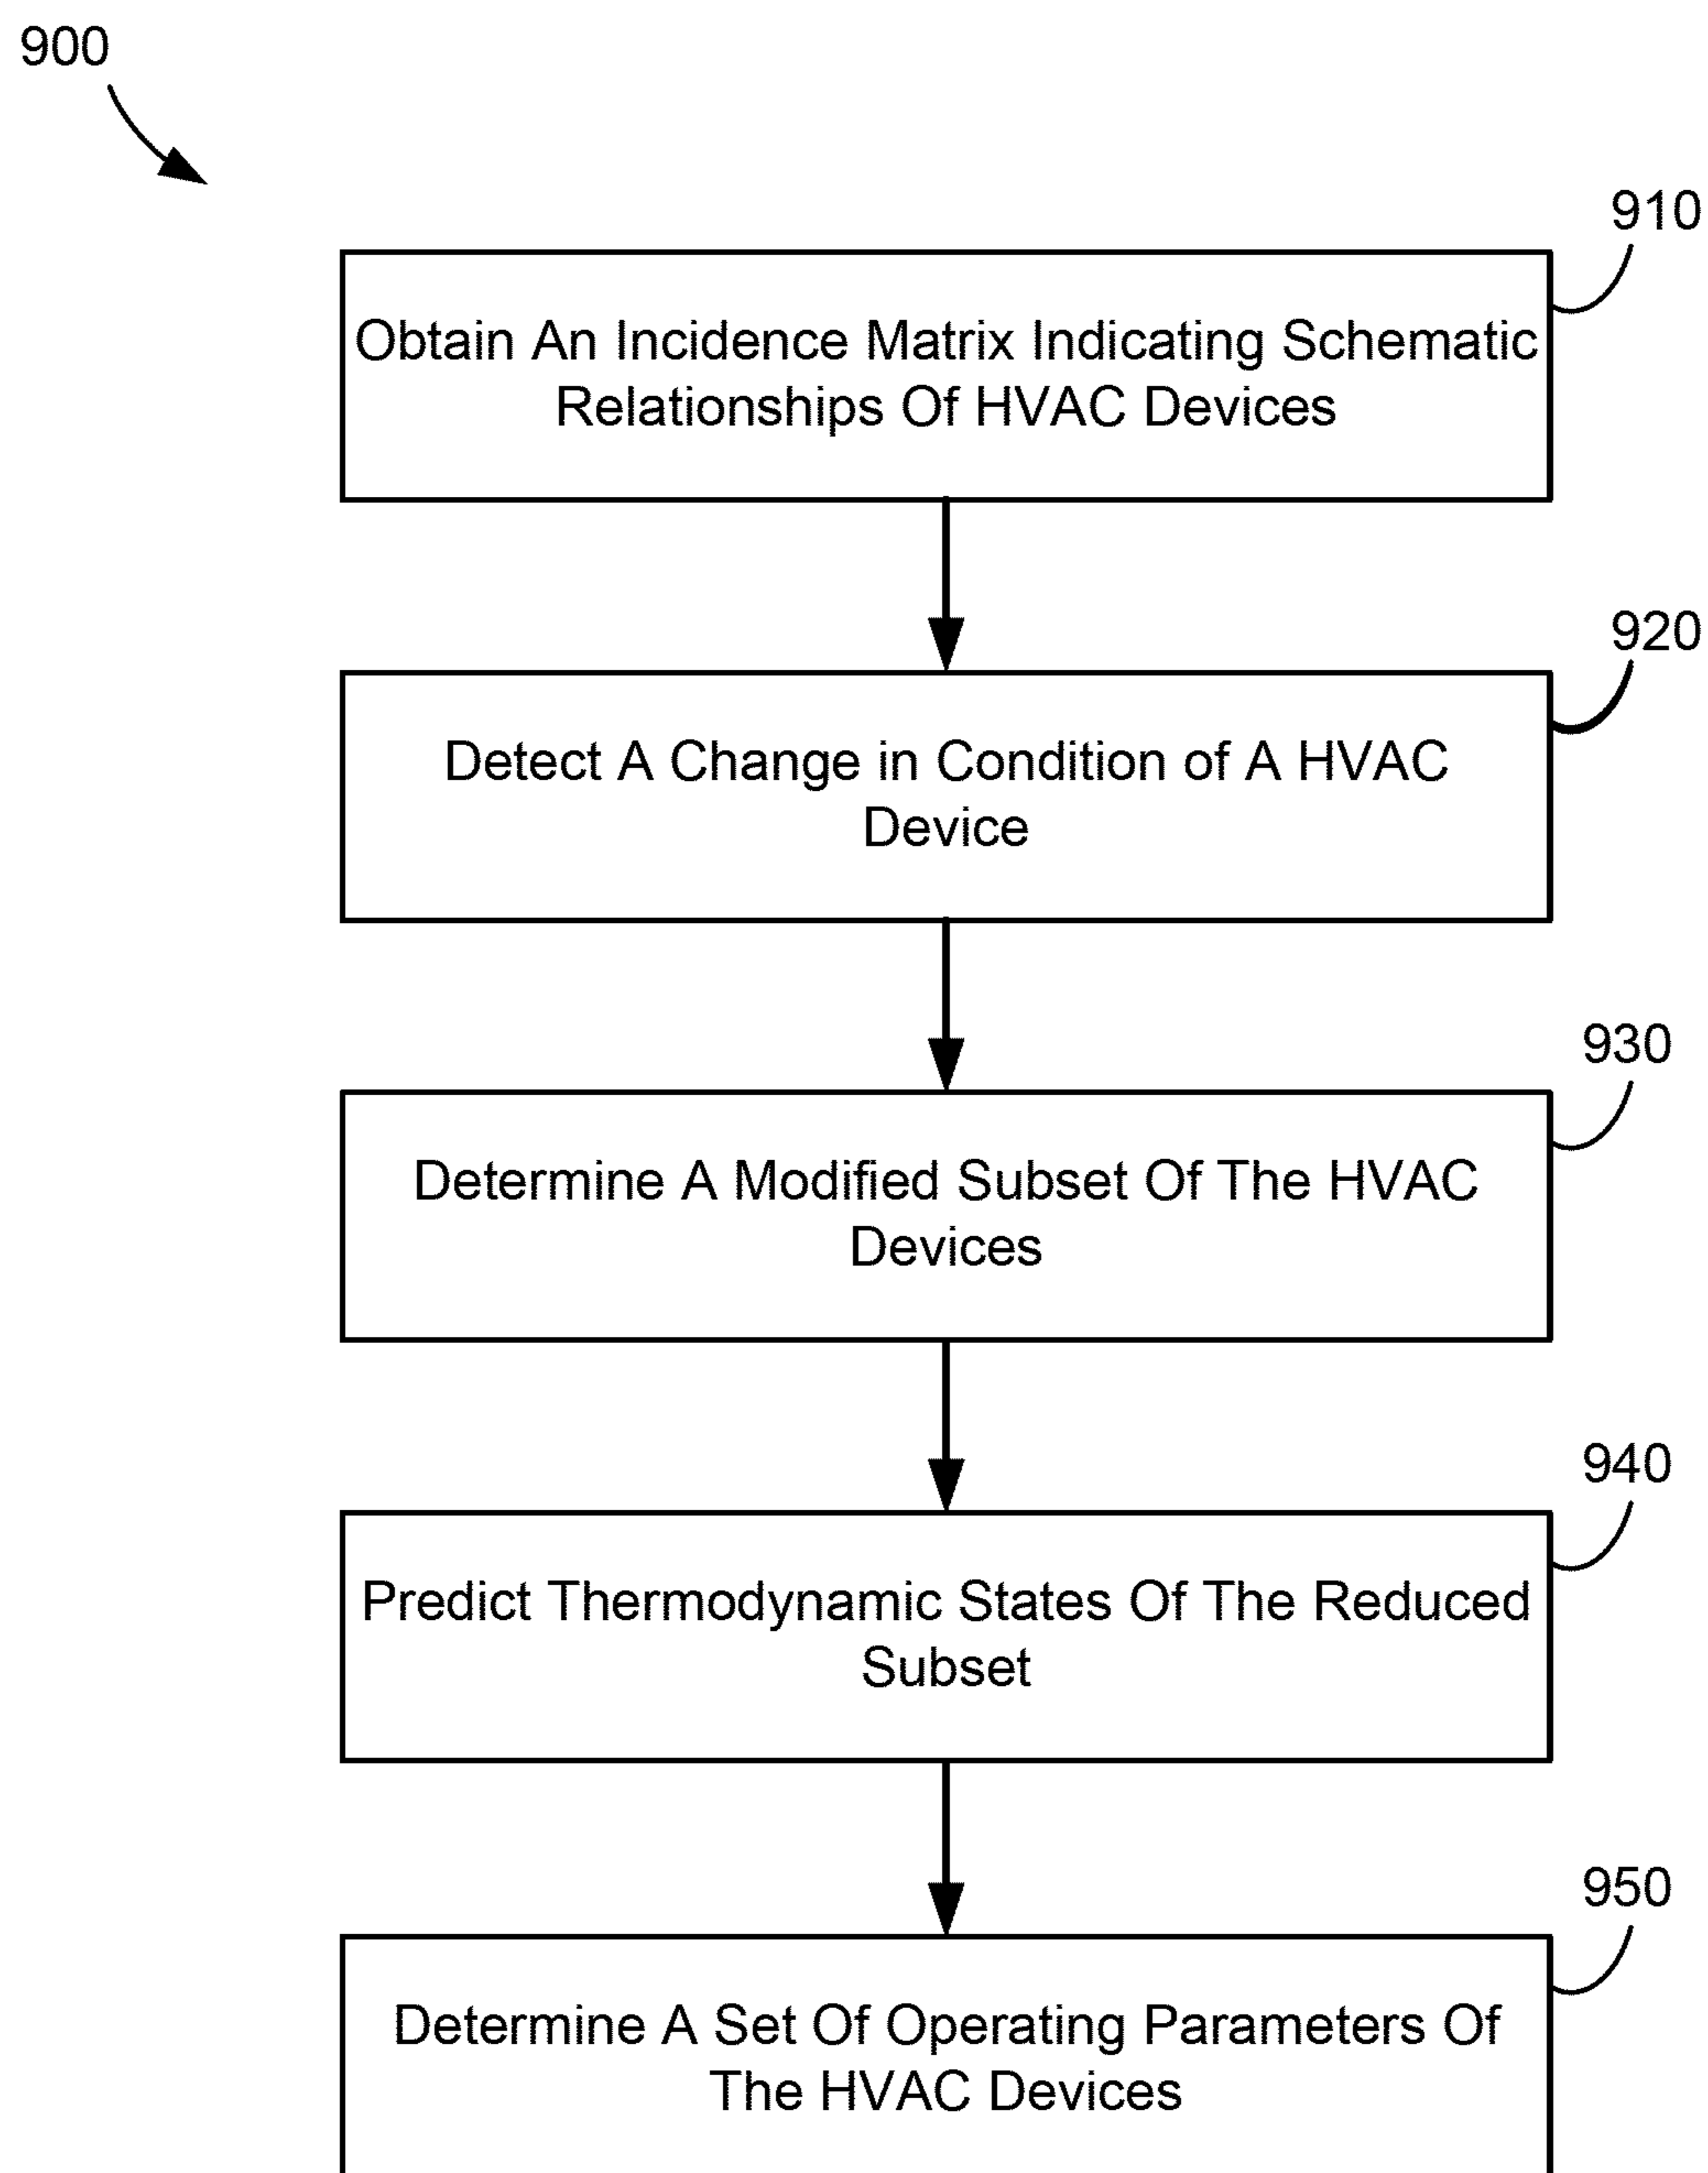 900
910
Obtain An Incidence Matrix Indicating Schematic
Relationships Of HVAC Devices
920
Detect A Change in Condition of A HVAC
Device
930
Determine A Modified Subset Of The HVAC
Devices
940
Predict Thermodynamic States Of The Reduced
Subset
950
Determine A Set Of Operating Parameters Of
The HVAC Devices